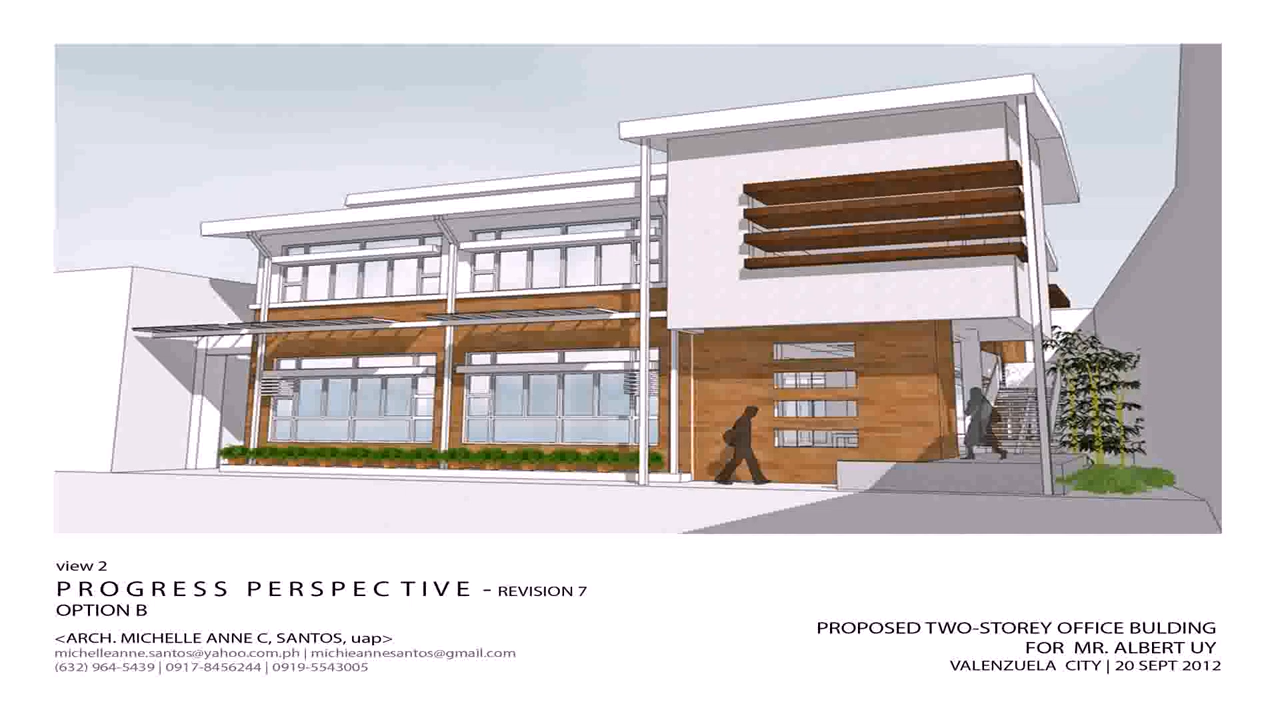 view 2
PROGRESS PERSPECTIVE - REVISION 7
OPTION B
<ARCH. MICHELLE ANNE C, SANTOS, uap>
michelleanne.santos@yahoo.com.ph | michieannesantos@gmail.com
(632) 964-5439 | 0917-8456244 | 0919-5543005
PROPOSED TWO-STOREY OFFICE BULDING
FOR MR. ALBERT UY
VALENZUELA CITY | 20 SEPT 2012